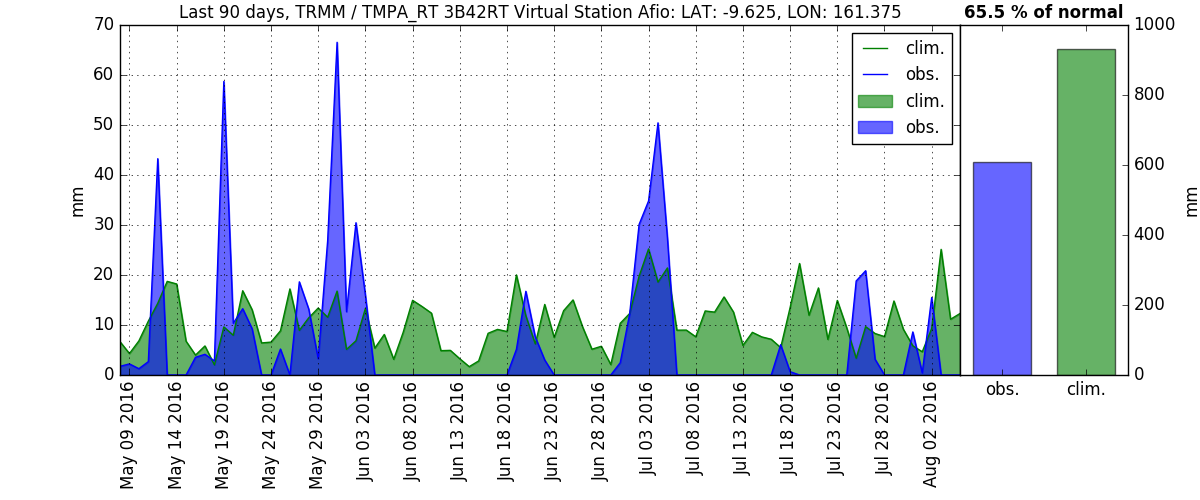 Last 90 days, TRMM / TMPA_RT 3B42RT Virtual Station Afio: LAT: -9.625, LON: 161.375
65.5 % of normal
70
60
50
40
30
20
10
0
mm
clim.
obs.
clim.
obs.
1000
800
600
400
200
0
mm
May 09 2016
May 14 2016
May 19 2016
May 24 2016
May 29 2016
Jun 03 2016
Jun 08 2016
Jun 13 2016
Jun 18 2016
Jun 23 2016
Jun 28 2016
Jul 03 2016
Jul 08 2016
Jul 13 2016
Jul 18 2016
Jul 23 2016
Jul 28 2016
Aug 02 2016
obs.
clim.